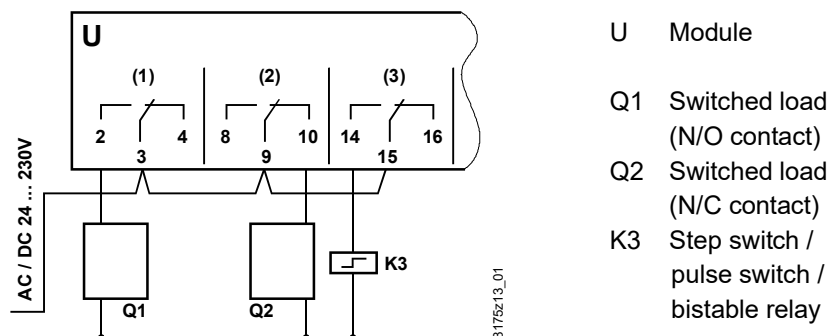 U
(1) (2) (3)
2 4 8 10 14 16
3 9 15
AC / DC 24 ... 230V
Q1 Q2 K3
3175z13_01
U Module
Q1 Switched load
(N/O contact)
Q2 Switched load
(N/C contact)
K3 Step switch /
pulse switch /
bistable relay